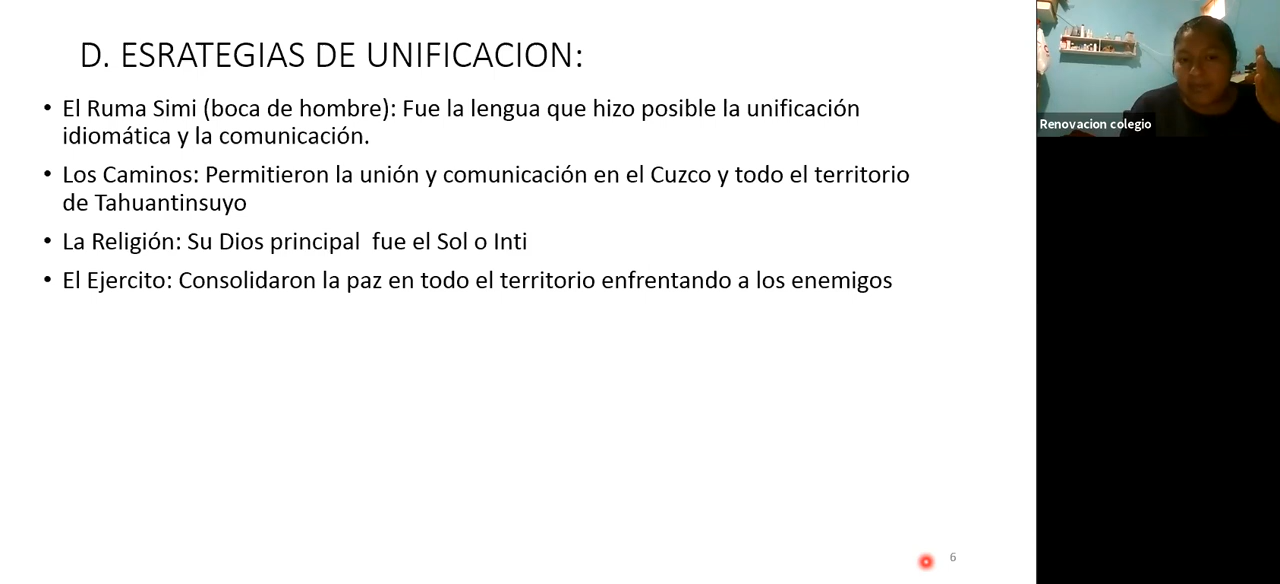 D. ESRATEGIAS DE UNIFICACION:
• El Ruma Simi (boca de hombre): Fue la lengua que hizo posible la unificación
idiomática y la comunicación.
• Los Caminos: Permitieron la unión y comunicación en el Cuzco y todo el territorio
de Tahuantinsuyo
• La Religión: Su Dios principal  fue el Sol o Inti
• El Ejercito: Consolidaron la paz en todo el territorio enfrentando a los enemigos
6
Renovacion colegio